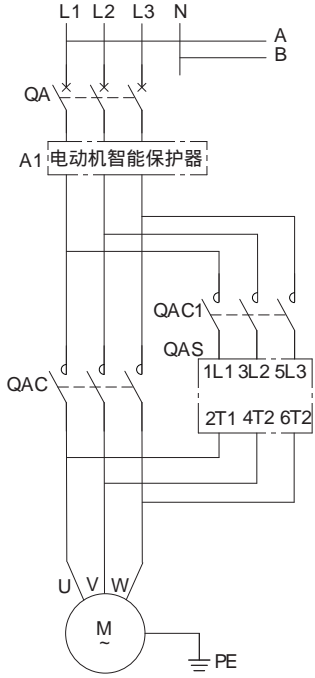 L1 L2 L3 N
A
B
QA
A1 电动机智能保护器
QAC1
QAS
1L1 3L2 5L3
QAC
2T1 4T2 6T2
U V W
M
~
PE